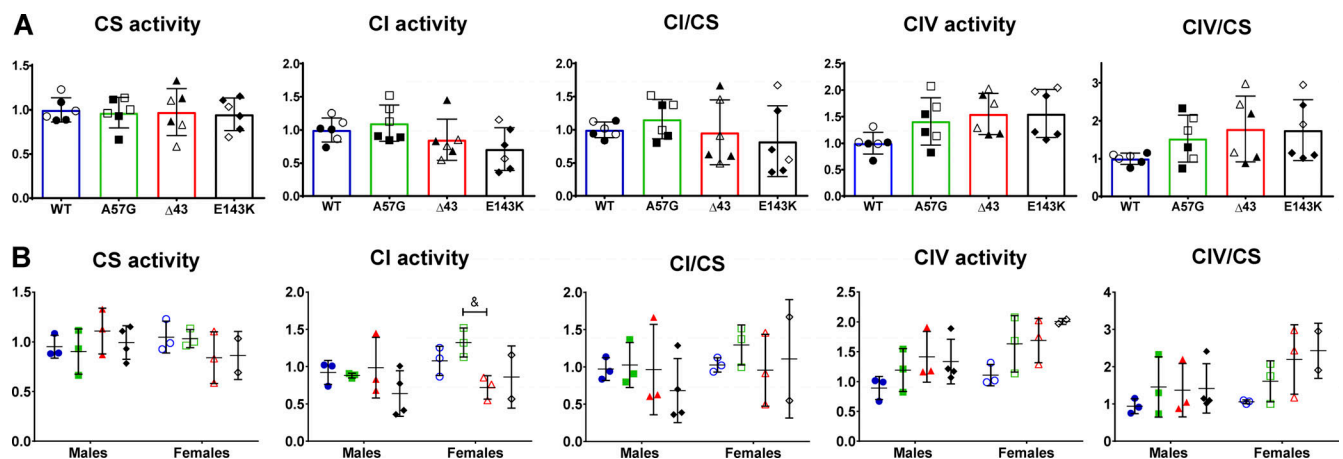 A
CS activity
CI activity
CI/CS
CIV activity
CIV/CS
1.5
1.0
0.5
0.0
WT A57G Δ43 E143K
2.0
1.5
1.0
0.5
0.0
WT A57G Δ43 E143K
2.0
1.5
1.0
0.5
0.0
WT A57G Δ43 E143K
2.5
2.0
1.5
1.0
0.5
0.0
WT A57G Δ43 E143K
3
2
1
0
WT A57G Δ43 E143K
B
CS activity
CI activity
CI/CS
CIV activity
CIV/CS
1.5
1.0
0.5
0.0
Males Females
2.0
1.5
1.0
0.5
0.0
&
Males Females
2.0
1.5
1.0
0.5
0.0
Males Females
2.5
2.0
1.5
1.0
0.5
0.0
Males Females
4
3
2
1
0
Males Females